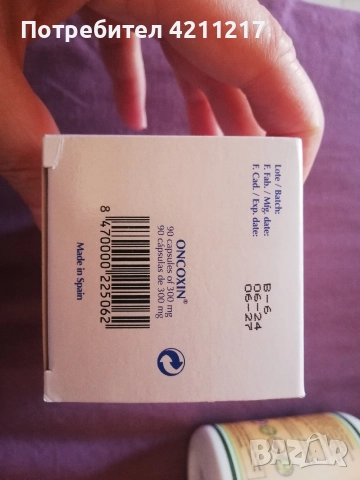 Потребител 4211217
Lote / Batch:
F. Fab. / Mfg. date:
F. Cad. / Exp. date:
B-6
06-24
06-27
ONCOXIN®
90 capsules of 300 mg
90 cápsulas de 300 mg
8 470000 225062
Made in Spain
BAZAR